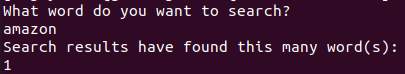 What word do you want to search?
amazon
Search results have found this many word(s):
1